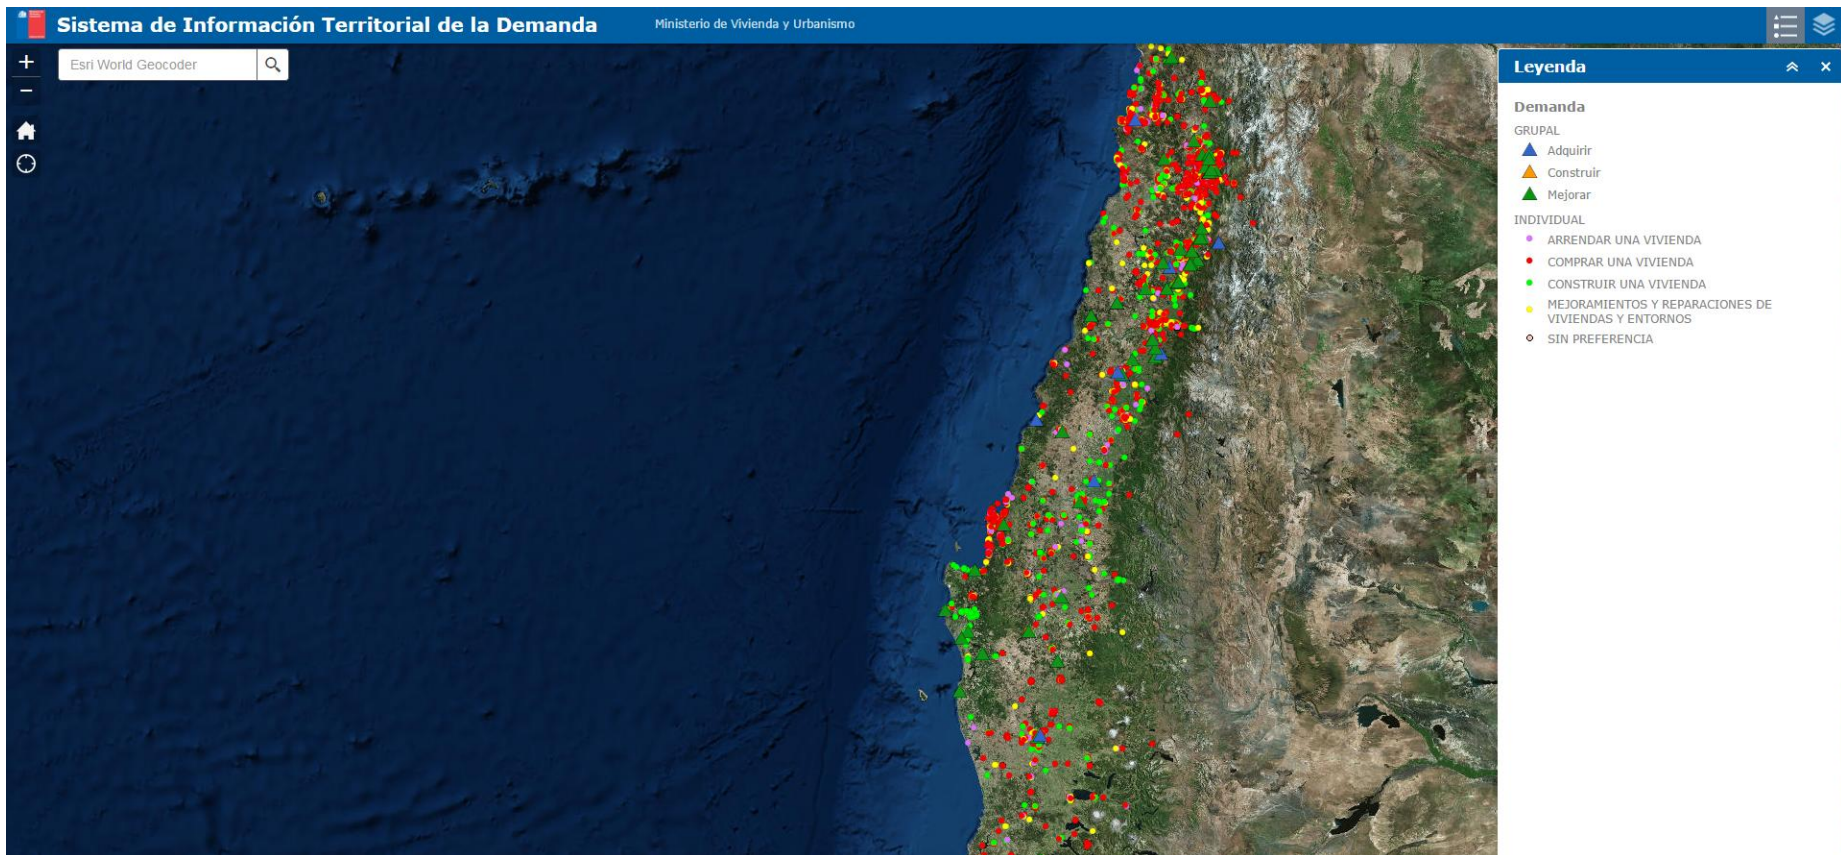 Sistema de Información Territorial de la Demanda
Ministerio de Vivienda y Urbanismo
Esri World Geocoder
Leyenda
Demanda
GRUPAL
Adquirir
Construir
Mejorar
INDIVIDUAL
ARRENDAR UNA VIVIENDA
COMPRAR UNA VIVIENDA
CONSTRUIR UNA VIVIENDA
MEJORAMIENTOS Y REPARACIONES DE
VIVIENDAS Y ENTORNOS
SIN PREFERENCIA